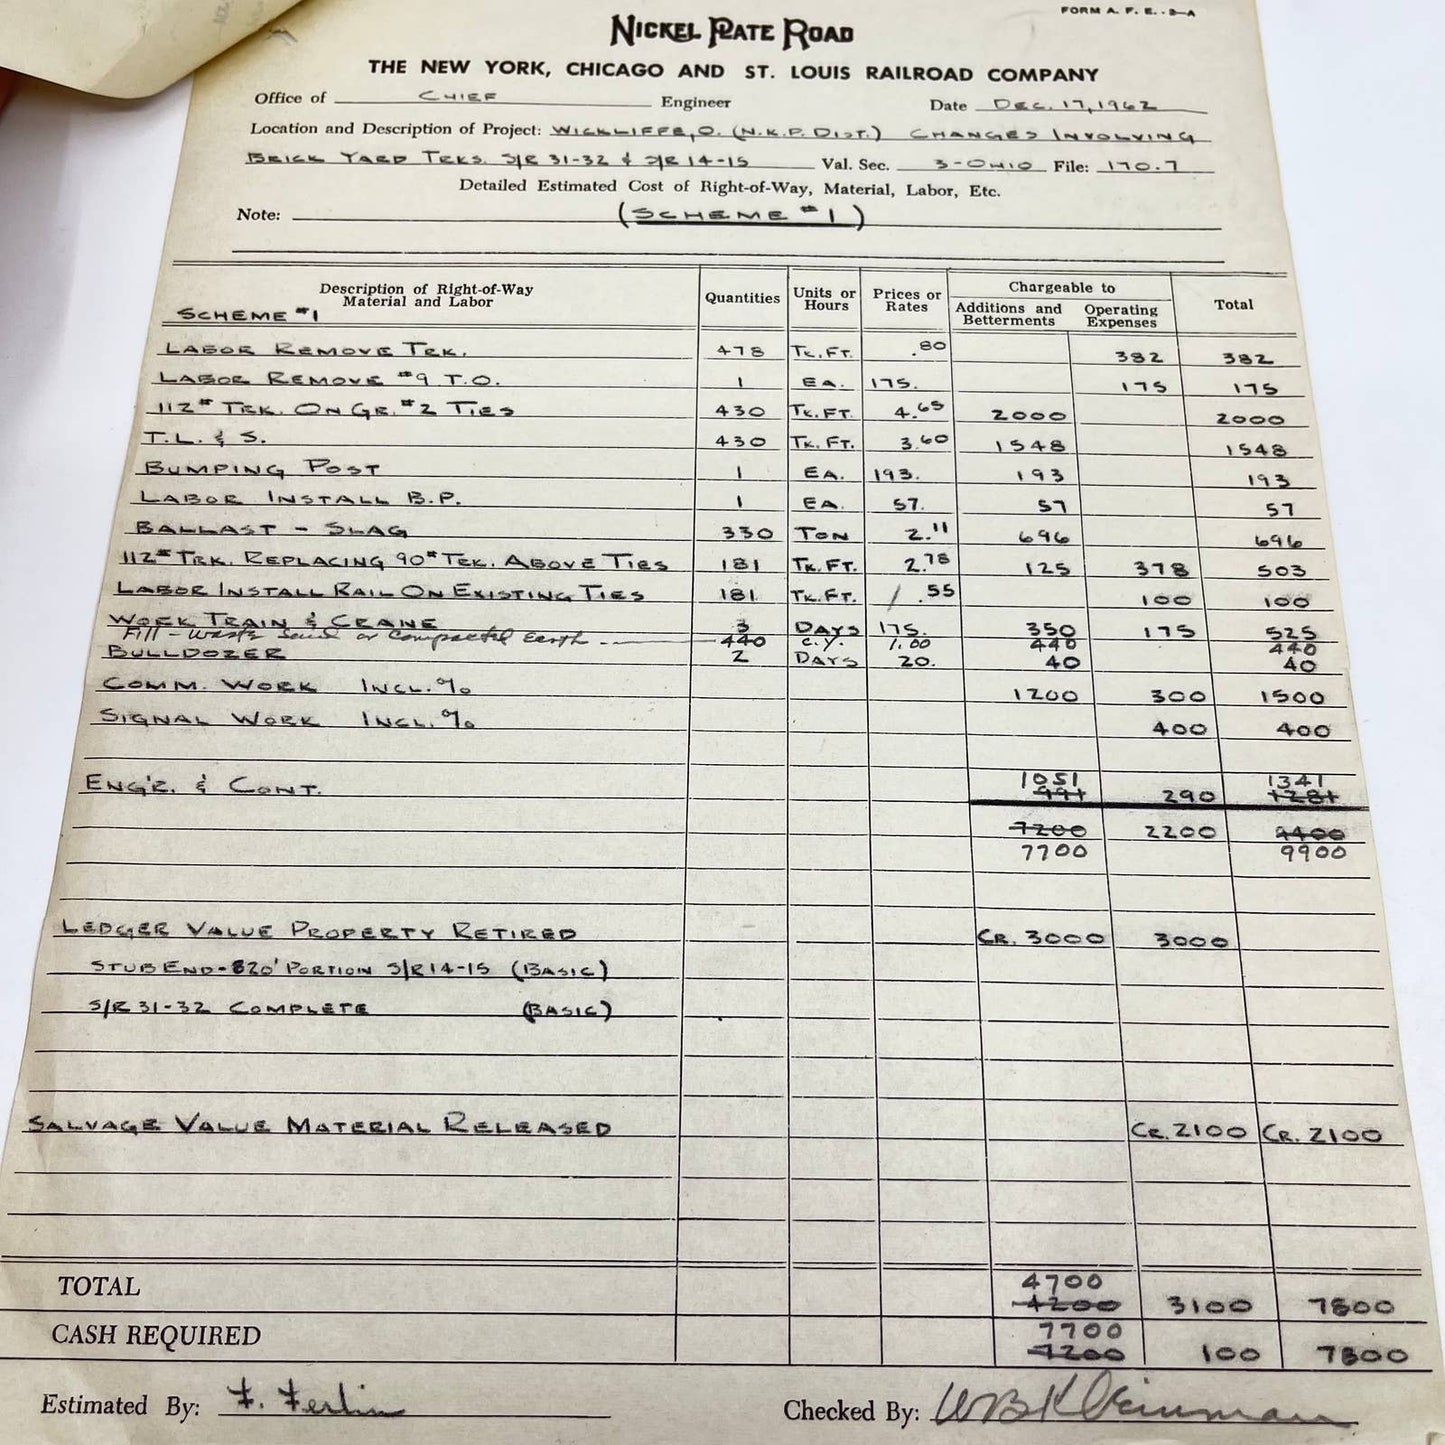 FORM A. F. E. - 3-A
NICKEL PLATE ROAD
THE NEW YORK, CHICAGO AND ST. LOUIS RAILROAD COMPANY
Office of CHIEF Engineer Date DEC. 17, 1962
Location and Description of Project: WICKLIFFE, O. (N.K.P. DIST.) CHANGES INVOLVING
BRICK YARD TRKS. S/R 31-32 & S/R 14-15 Val. Sec. 3-OHIO File: 170.7
Detailed Estimated Cost of Right-of-Way, Material, Labor, Etc.
Note: (SCHEME #1)
Description of Right-of-Way Material and Labor Quantities Units or Hours Prices or Rates Chargeable to Additions and Betterments Operating Expenses Total
SCHEME #1
LABOR REMOVE TRK. 478 TK.FT. .80 382 382
LABOR REMOVE #9 T.O. 1 EA. 175. 175 175
112# TRK. ON GR. #2 TIES 430 TK.FT. 4.65 2000 2000
T.L. & S. 430 TK.FT. 3.60 1548 1548
BUMPING POST 1 EA. 193. 193 193
LABOR INSTALL B.P. 1 EA. 57. 57 57
BALLAST - SLAG 330 TON 2.11 696 696
112# TRK. REPLACING 90# TRK. ABOVE TIES 181 TK.FT. 2.78 125 378 503
LABOR INSTALL RAIL ON EXISTING TIES 181 TK.FT. .55 100 100
WORK TRAIN & CRANE 3 DAYS 175. 350 175 525
Fill - Waste Sand or Compacted Earth 440 C.Y. 1.00 440 440
BULLDOZER 2 DAYS 20. 40 40
COMM. WORK INCL. % 1200 300 1500
SIGNAL WORK INCL. % 400 400
1051 1341
ENG'R. & CONT. 991 290 1281
7200 2200 9400
7700 9900
LEDGER VALUE PROPERTY RETIRED CR. 3000 3000
STUB END - 820' PORTION S/R 14-15 (BASIC)
S/R 31-32 COMPLETE (BASIC)
SALVAGE VALUE MATERIAL RELEASED CR. 2100 CR. 2100
4700
TOTAL 4200 3100 7800
7700
CASH REQUIRED 7200 100 7800
Estimated By: F. Ferlin Checked By: WB